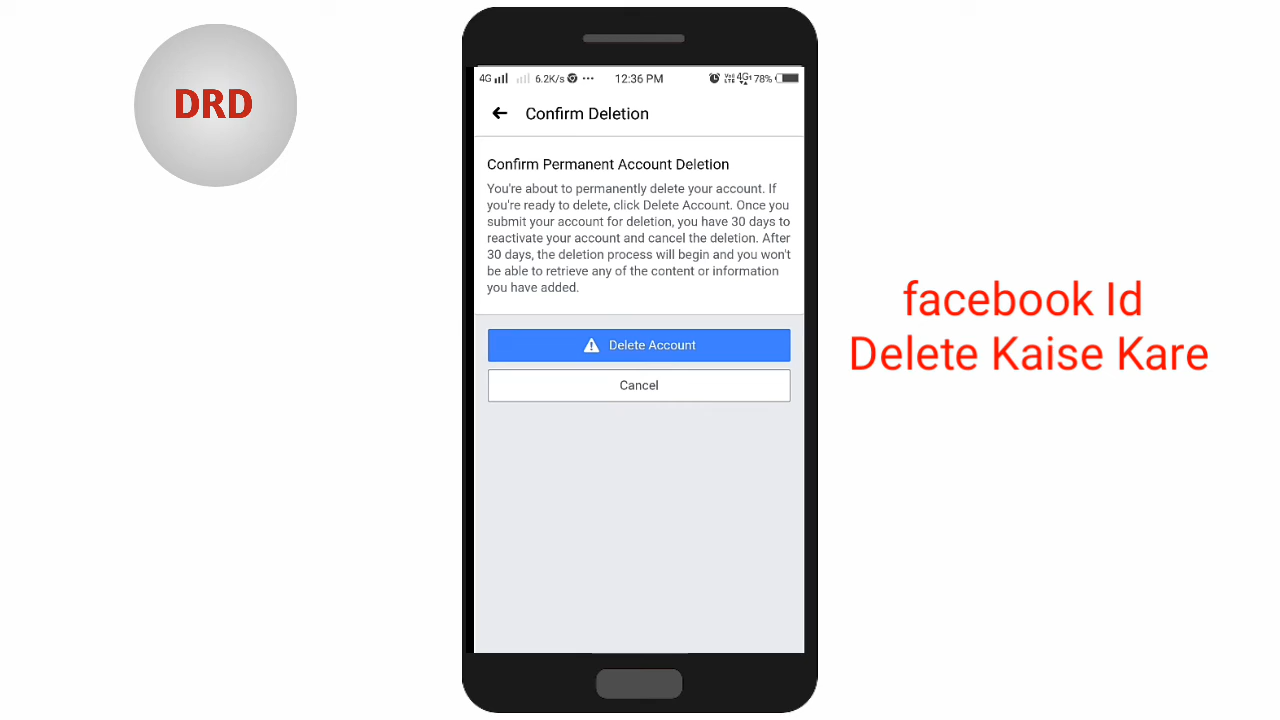 DRD
4G 6.2K/s ... 12:36 PM 4G 78%
Confirm Deletion
Confirm Permanent Account Deletion
You're about to permanently delete your account. If
you're ready to delete, click Delete Account. Once you
submit your account for deletion, you have 30 days to
reactivate your account and cancel the deletion. After
30 days, the deletion process will begin and you won't
be able to retrieve any of the content or information
you have added.
Delete Account
Cancel
facebook Id
Delete Kaise Kare